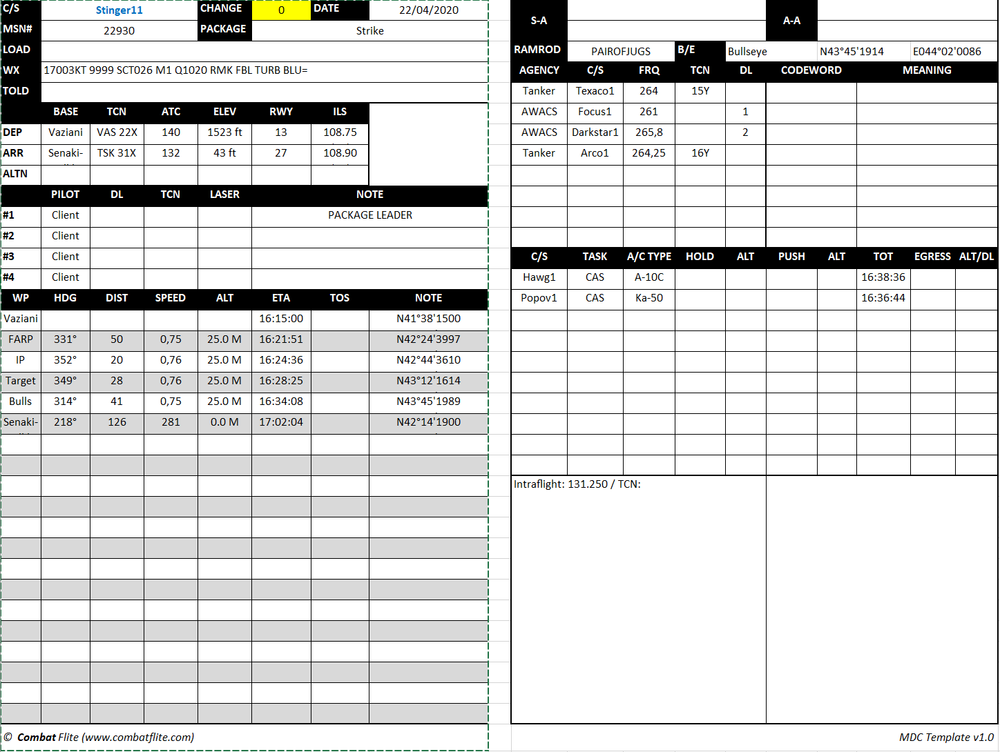 C/S Stinger11 CHANGE 0 DATE 22/04/2020
MSN# 22930 PACKAGE Strike
LOAD
WX 17003KT 9999 SCT026 M1 Q1020 RMK FBL TURB BLU=
TOLD
BASE TCN ATC ELEV RWY ILS
DEP Vaziani VAS 22X 140 1523 ft 13 108.75
ARR Senaki- TSK 31X 132 43 ft 27 108.90
ALTN
PILOT DL TCN LASER NOTE
#1 Client PACKAGE LEADER
#2 Client
#3 Client
#4 Client
WP HDG DIST SPEED ALT ETA TOS NOTE
Vaziani 16:15:00 N41°38'1500
FARP 331° 50 0,75 25.0 M 16:21:51 N42°24'3997
IP 352° 20 0,76 25.0 M 16:24:36 N42°44'3610
Target 349° 28 0,76 25.0 M 16:28:25 N43°12'1614
Bulls 314° 41 0,75 25.0 M 16:34:08 N43°45'1989
Senaki- 218° 126 281 0.0 M 17:02:04 N42°14'1900
© Combat Flite (www.combatflite.com)
S-A A-A
RAMROD PAIROFJUGS B/E Bullseye N43°45'1914 E044°02'0086
AGENCY C/S FRQ TCN DL CODEWORD MEANING
Tanker Texaco1 264 15Y
AWACS Focus1 261 1
AWACS Darkstar1 265,8 2
Tanker Arco1 264,25 16Y
C/S TASK A/C TYPE HOLD ALT PUSH ALT TOT EGRESS ALT/DL
Hawg1 CAS A-10C 16:38:36
Popov1 CAS Ka-50 16:36:44
Intraflight: 131.250 / TCN:
MDC Template v1.0